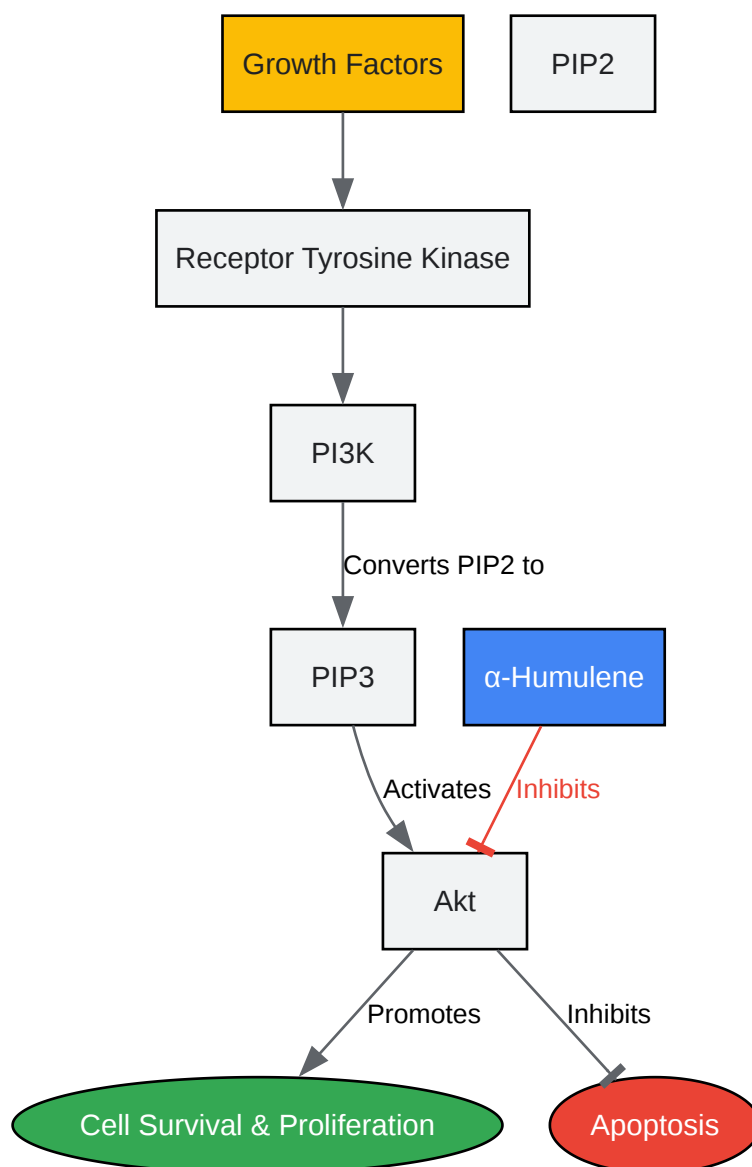 Growth Factors
PIP2
Receptor Tyrosine Kinase
PI3K
Converts PIP2 to
PIP3
α-Humulene
Activates
Inhibits
Akt
Promotes
Inhibits
Cell Survival & Proliferation
Apoptosis